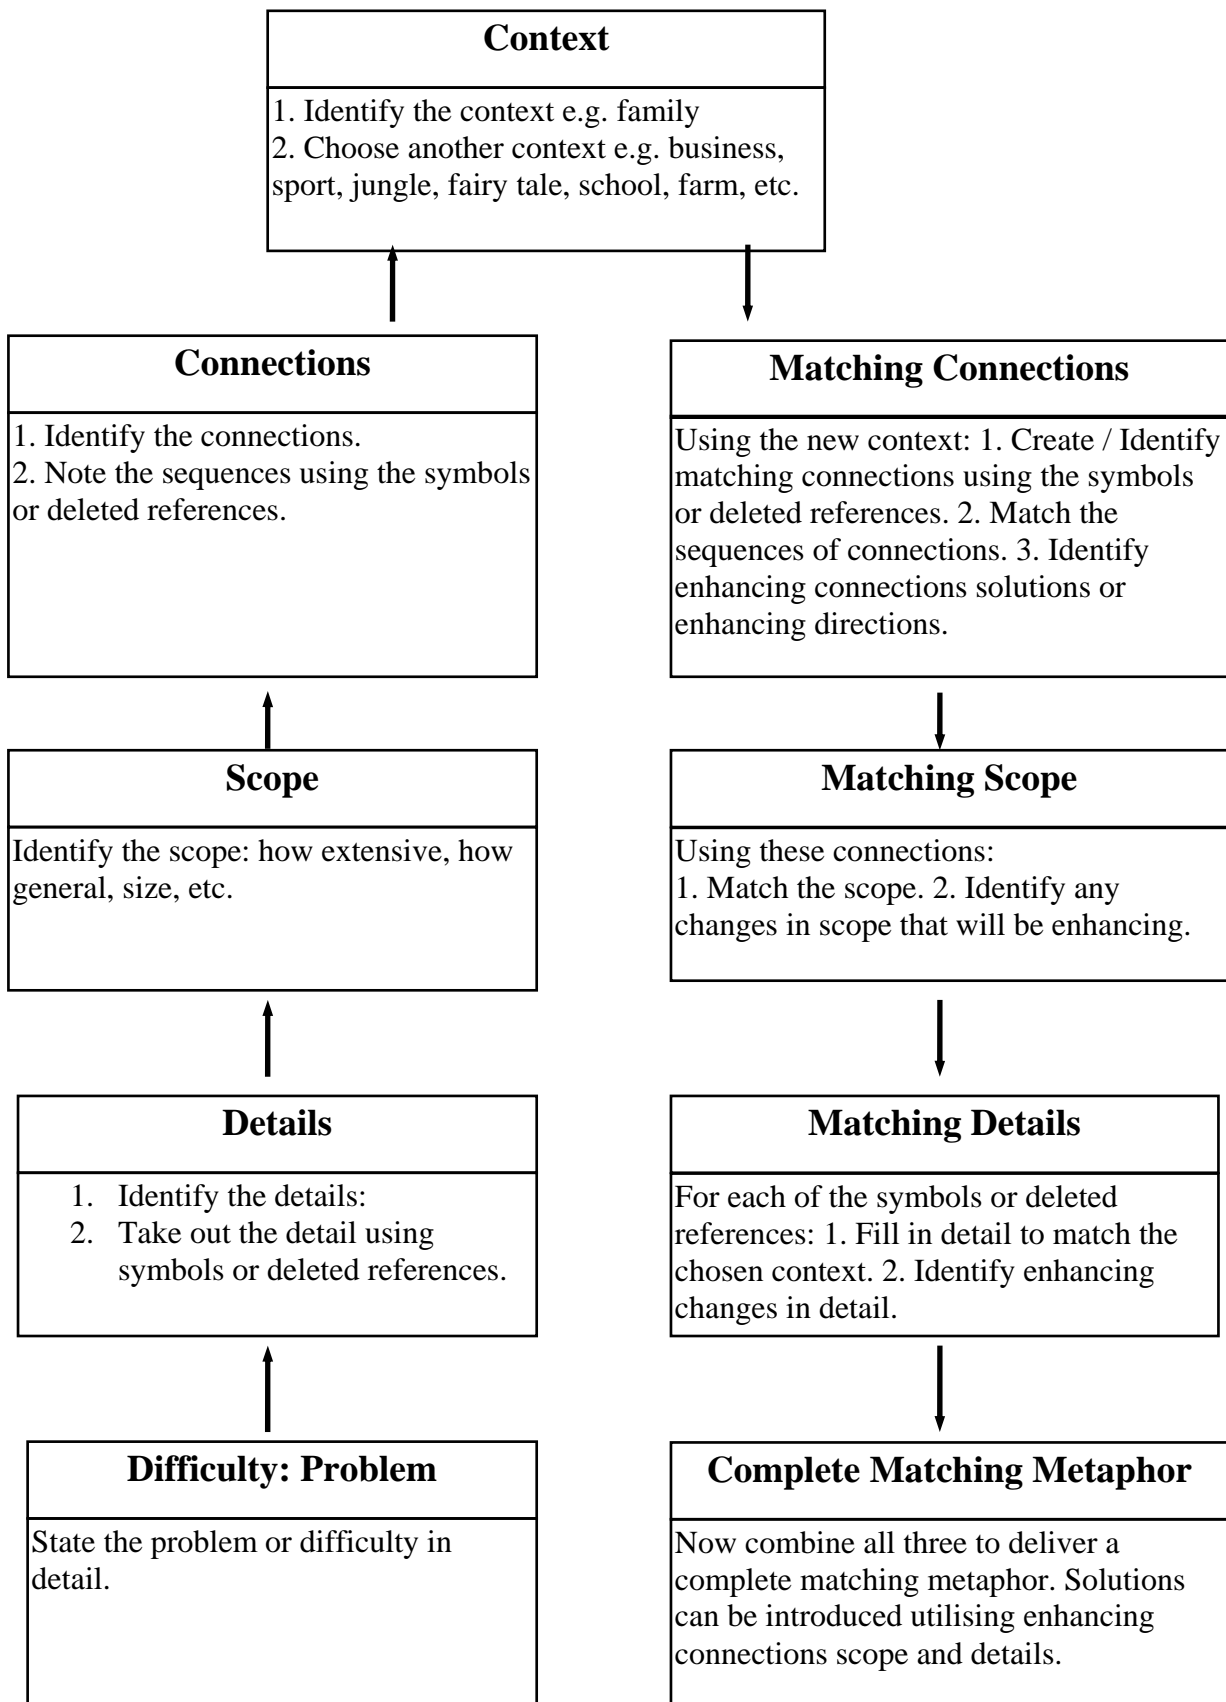 Context
1. Identify the context e.g. family
2. Choose another context e.g. business,
sport, jungle, fairy tale, school, farm, etc.
Connections
1. Identify the connections.
2. Note the sequences using the symbols
or deleted references.
Matching Connections
Using the new context: 1. Create / Identify
matching connections using the symbols
or deleted references. 2. Match the
sequences of connections. 3. Identify
enhancing connections solutions or
enhancing directions.
Scope
Identify the scope: how extensive, how
general, size, etc.
Matching Scope
Using these connections:
1. Match the scope. 2. Identify any
changes in scope that will be enhancing.
Details
1. Identify the details:
2. Take out the detail using
symbols or deleted references.
Matching Details
For each of the symbols or deleted
references: 1. Fill in detail to match the
chosen context. 2. Identify enhancing
changes in detail.
Difficulty: Problem
State the problem or difficulty in
detail.
Complete Matching Metaphor
Now combine all three to deliver a
complete matching metaphor. Solutions
can be introduced utilising enhancing
connections scope and details.